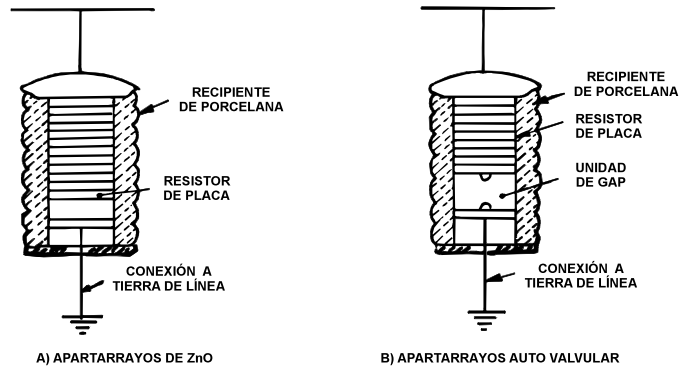 RECIPIENTE
DE PORCELANA
RESISTOR
DE PLACA
CONEXIÓN A
TIERRA DE LÍNEA
A) APARTARRAYOS DE ZnO
RECIPIENTE
DE PORCELANA
RESISTOR
DE PLACA
UNIDAD
DE GAP
CONEXIÓN A
TIERRA DE LÍNEA
B) APARTARRAYOS AUTO VALVULAR